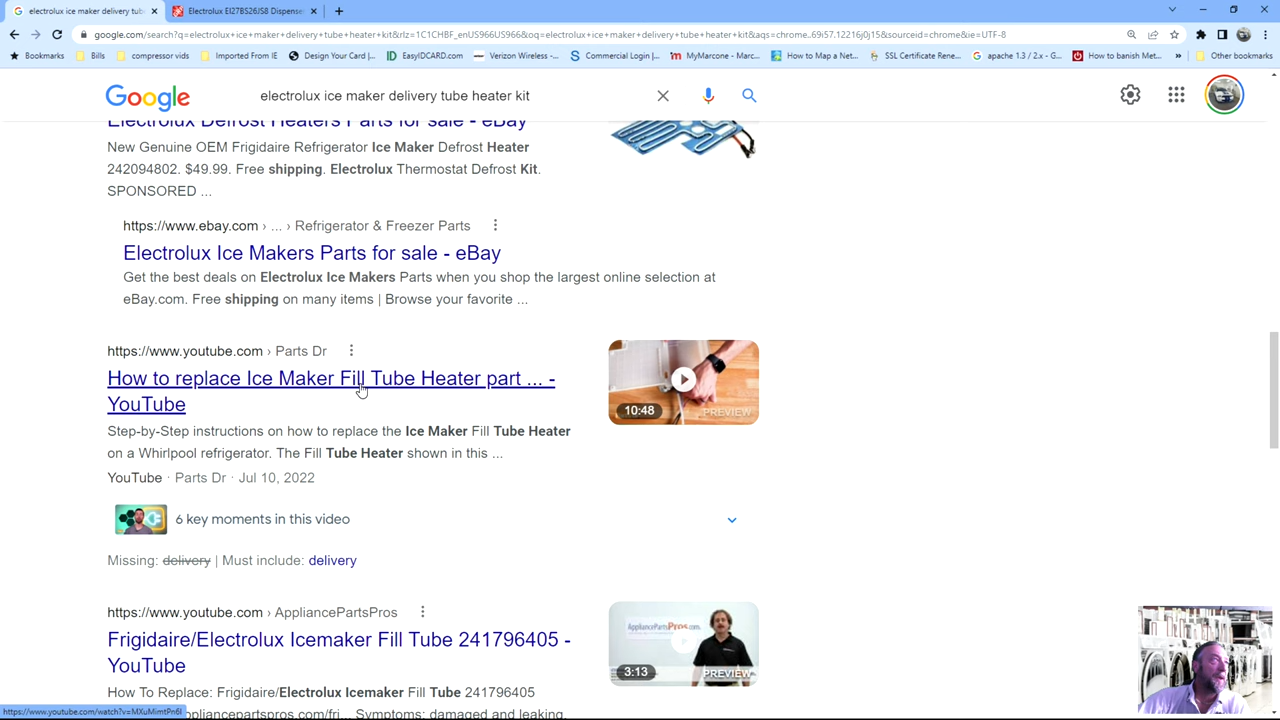 electrolux ice maker delivery tub
Electrolux EI27BS26JS8 Dispense
google.com/search?q=electrolux+ice+maker+delivery+tube+heater+kit&rlz=1C1CHBF_enUS966US966&oq=electrolux+ice+maker+delivery+tube+heater+kit&aqs=chrome..69i57.12216j0j15&sourceid=chrome&ie=UTF-8
Bookmarks Bills compressor vids Imported From IE Design Your Card |... EasyIDCARD.com Verizon Wireless -... Commercial Login |... MyMarcone - Marc... How to Map a Net... SSL Certificate Rene... apache 1.3 / 2.x - G... How to banish Met... » Other bookmarks
Google electrolux ice maker delivery tube heater kit
Electrolux Defrost Heaters Parts for sale - eBay
New Genuine OEM Frigidaire Refrigerator Ice Maker Defrost Heater
242094802. $49.99. Free shipping. Electrolux Thermostat Defrost Kit.
SPONSORED ...
https://www.ebay.com › ... › Refrigerator & Freezer Parts
Electrolux Ice Makers Parts for sale - eBay
Get the best deals on Electrolux Ice Makers Parts when you shop the largest online selection at
eBay.com. Free shipping on many items | Browse your favorite ...
https://www.youtube.com › Parts Dr
How to replace Ice Maker Fill Tube Heater part ... -
YouTube
10:48 PREVIEW
Step-by-Step instructions on how to replace the Ice Maker Fill Tube Heater
on a Whirlpool refrigerator. The Fill Tube Heater shown in this ...
YouTube · Parts Dr · Jul 10, 2022
6 key moments in this video
Missing: delivery | Must include: delivery
https://www.youtube.com › AppliancePartsPros
AppliancePartsPros.com
Frigidaire/Electrolux Icemaker Fill Tube 241796405 -
YouTube
3:13 PREVIEW
How To Replace: Frigidaire/Electrolux Icemaker Fill Tube 241796405
https://www.youtube.com/watch?v=MXuMimtPn6I
ppliancepartspros.com/fri... Symptoms: damaged and leaking,